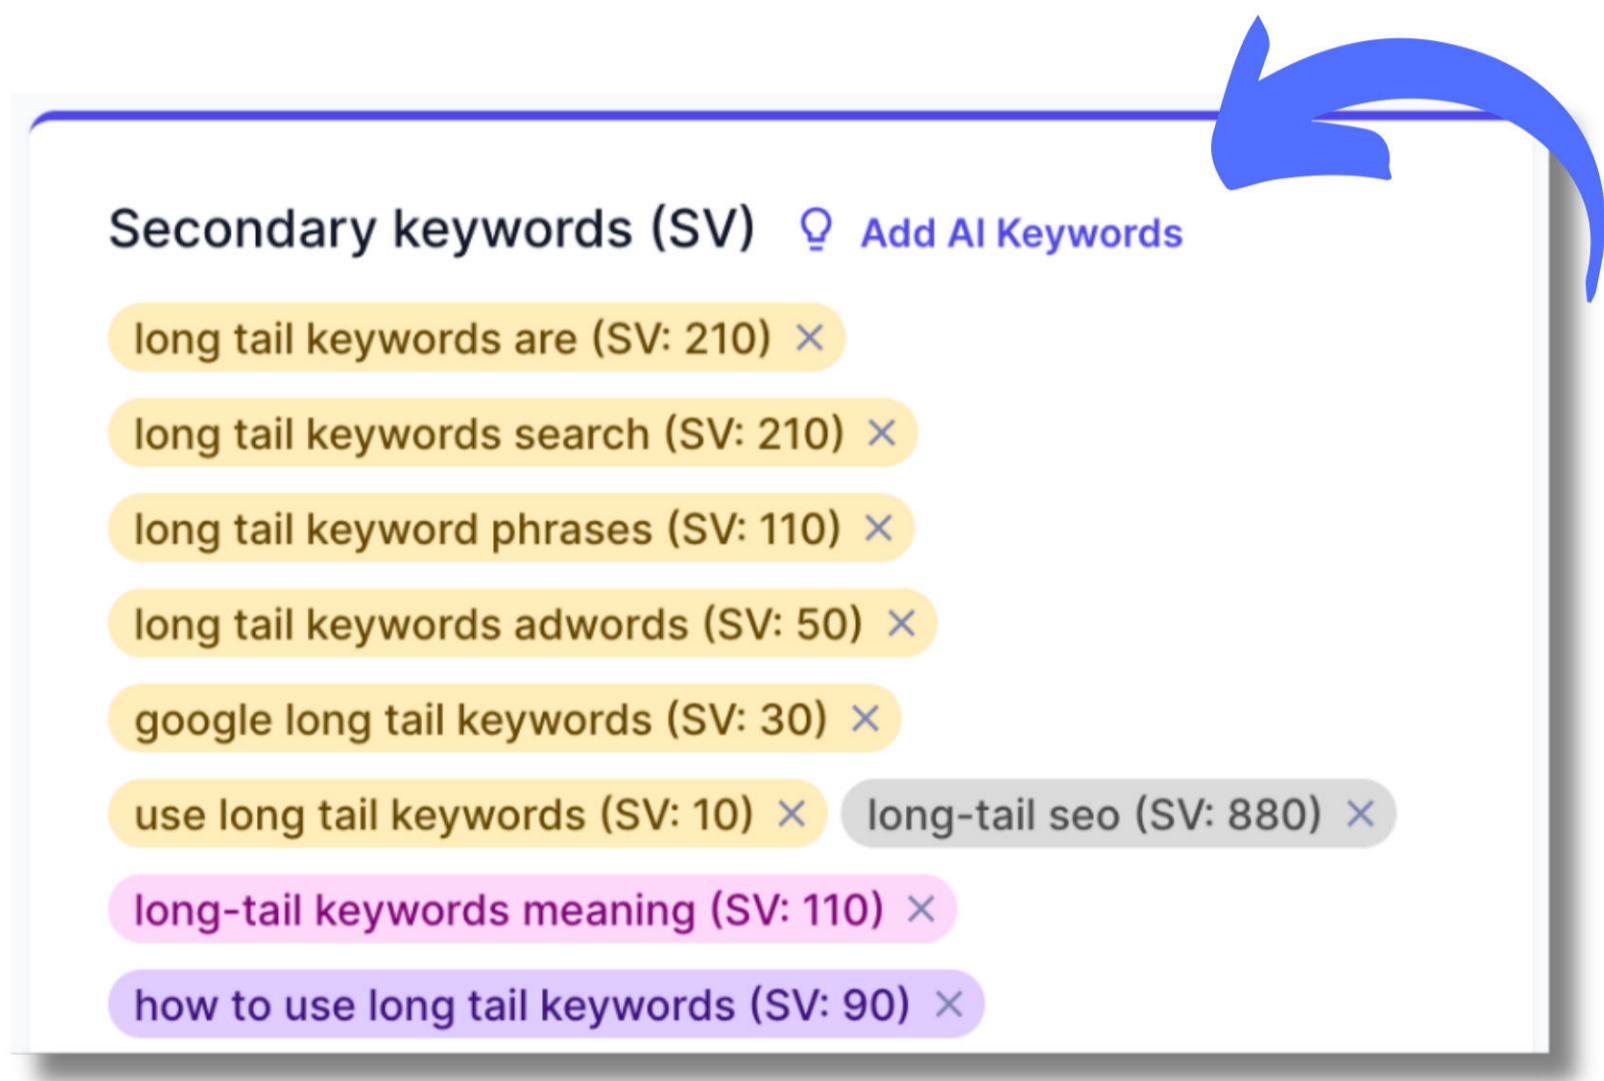 Secondary keywords (SV) Add AI Keywords
long tail keywords are (SV: 210) ×
long tail keywords search (SV: 210) ×
long tail keyword phrases (SV: 110) ×
long tail keywords adwords (SV: 50) ×
google long tail keywords (SV: 30) ×
use long tail keywords (SV: 10) × long-tail seo (SV: 880) ×
long-tail keywords meaning (SV: 110) ×
how to use long tail keywords (SV: 90) ×